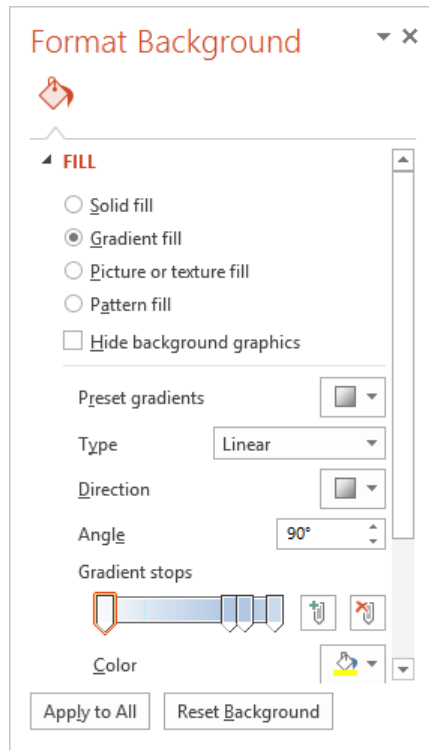 Format Background
FILL
Solid fill
Gradient fill
Picture or texture fill
Pattern fill
Hide background graphics
Preset gradients
Type Linear
Direction
Angle 90°
Gradient stops
Color
Apply to All Reset Background